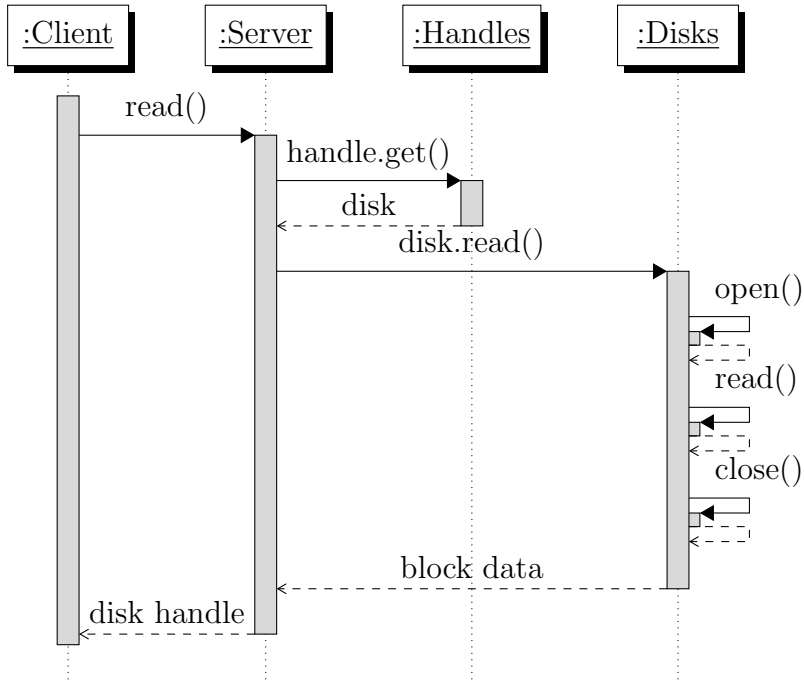 :Client
:Server
:Handles
:Disks
read()
handle.get()
disk
disk.read()
open()
read()
close()
block data
disk handle